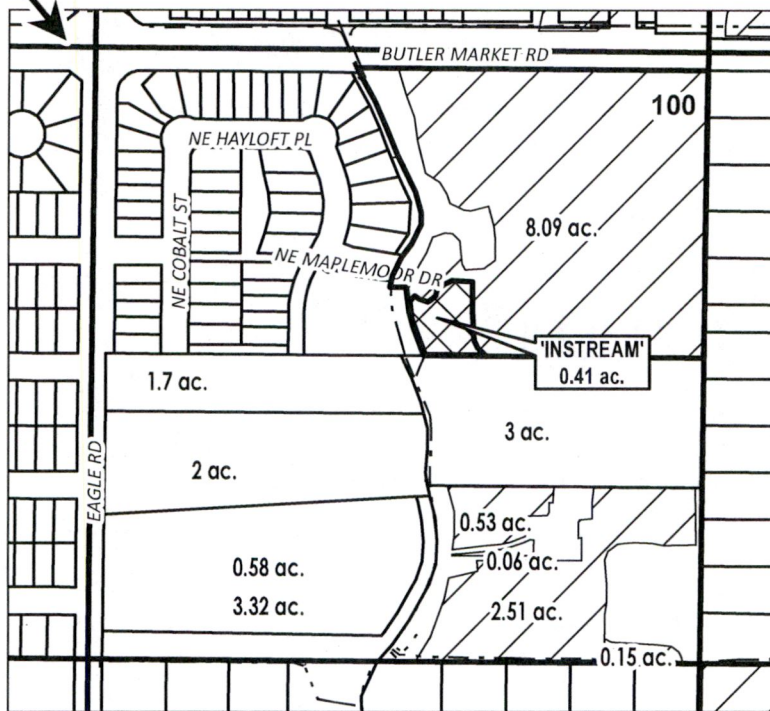 BUTLER MARKET RD
100
NE HAYLOFT PL
NE COBALT ST
8.09 ac.
NE MAPLEMOOR DR
'INSTREAM'
0.41 ac.
1.7 ac.
3 ac.
2 ac.
EAGLE RD
0.53 ac.
0.06 ac.
0.58 ac.
3.32 ac.
2.51 ac.
0.15 ac.